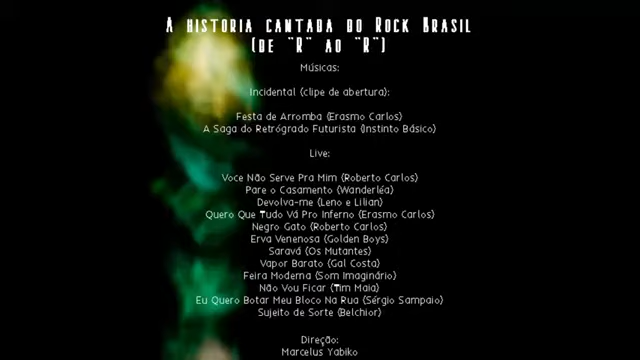 A história cantada do Rock Brasil
(de "R" ao "R")
Músicas:
Incidental (clipe de abertura):
Festa de Arromba (Erasmo Carlos)
A Saga do Retrógrado Futurista (Instinto Básico)
Live:
Voce Não Serve Pra Mim (Roberto Carlos)
Pare o Casamento (Wanderléa)
Devolva-me (Leno e Lilian)
Quero Que Tudo Vá Pro Inferno (Erasmo Carlos)
Negro Gato (Roberto Carlos)
Erva Venenosa (Golden Boys)
Saravá (Os Mutantes)
Vapor Barato (Gal Costa)
Feira Moderna (Som Imaginário)
Não Vou Ficar (Tim Maia)
Eu Quero Botar Meu Bloco Na Rua (Sérgio Sampaio)
Sujeito de Sorte (Belchior)
Direção:
Marcelus Yabiko